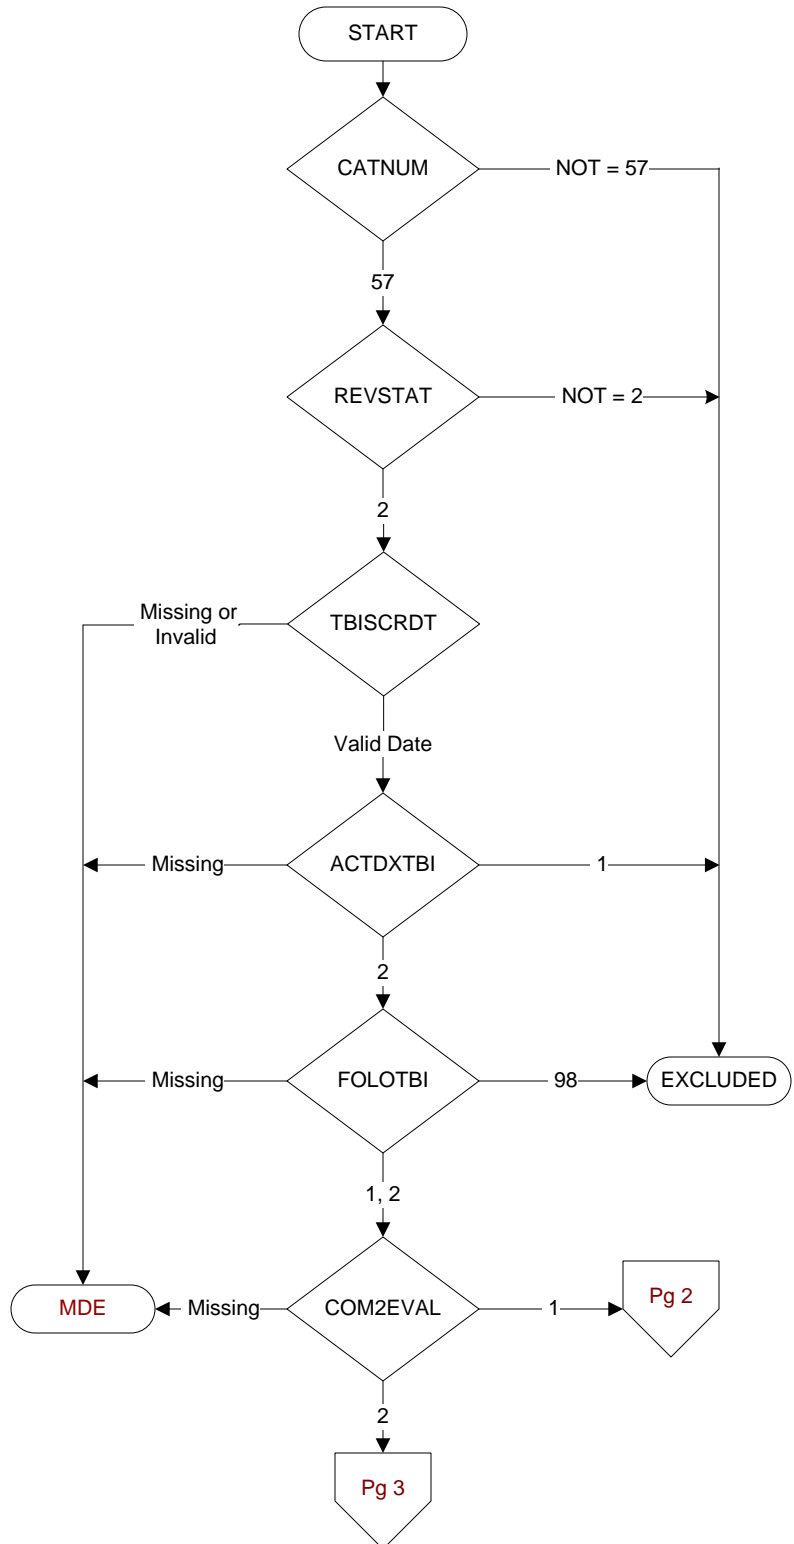 START
CATNUM
NOT = 57
57
REVSTAT
NOT = 2
2
Missing or
Invalid
TBISCRDT
Valid Date
Missing
ACTDXTBI
1
2
Missing
FOLOTBI
98
EXCLUDED
1, 2
MDE
Missing
COM2EVAL
1
Pg 2
2
Pg 3